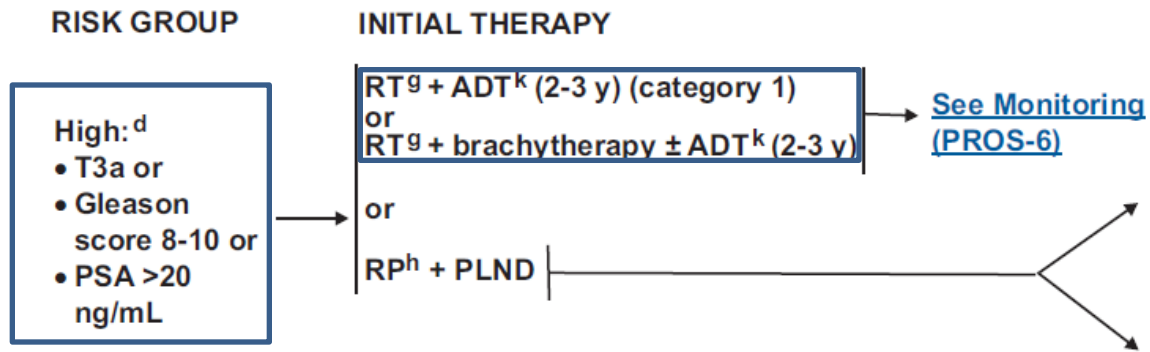 RISK GROUP
INITIAL THERAPY
High: d
• T3a or
• Gleason
score 8-10 or
• PSA >20
ng/mL
RTg + ADTk (2-3 y) (category 1)
or
RTg + brachytherapy ± ADTk (2-3 y)
or
RPh + PLND
See Monitoring
(PROS-6)